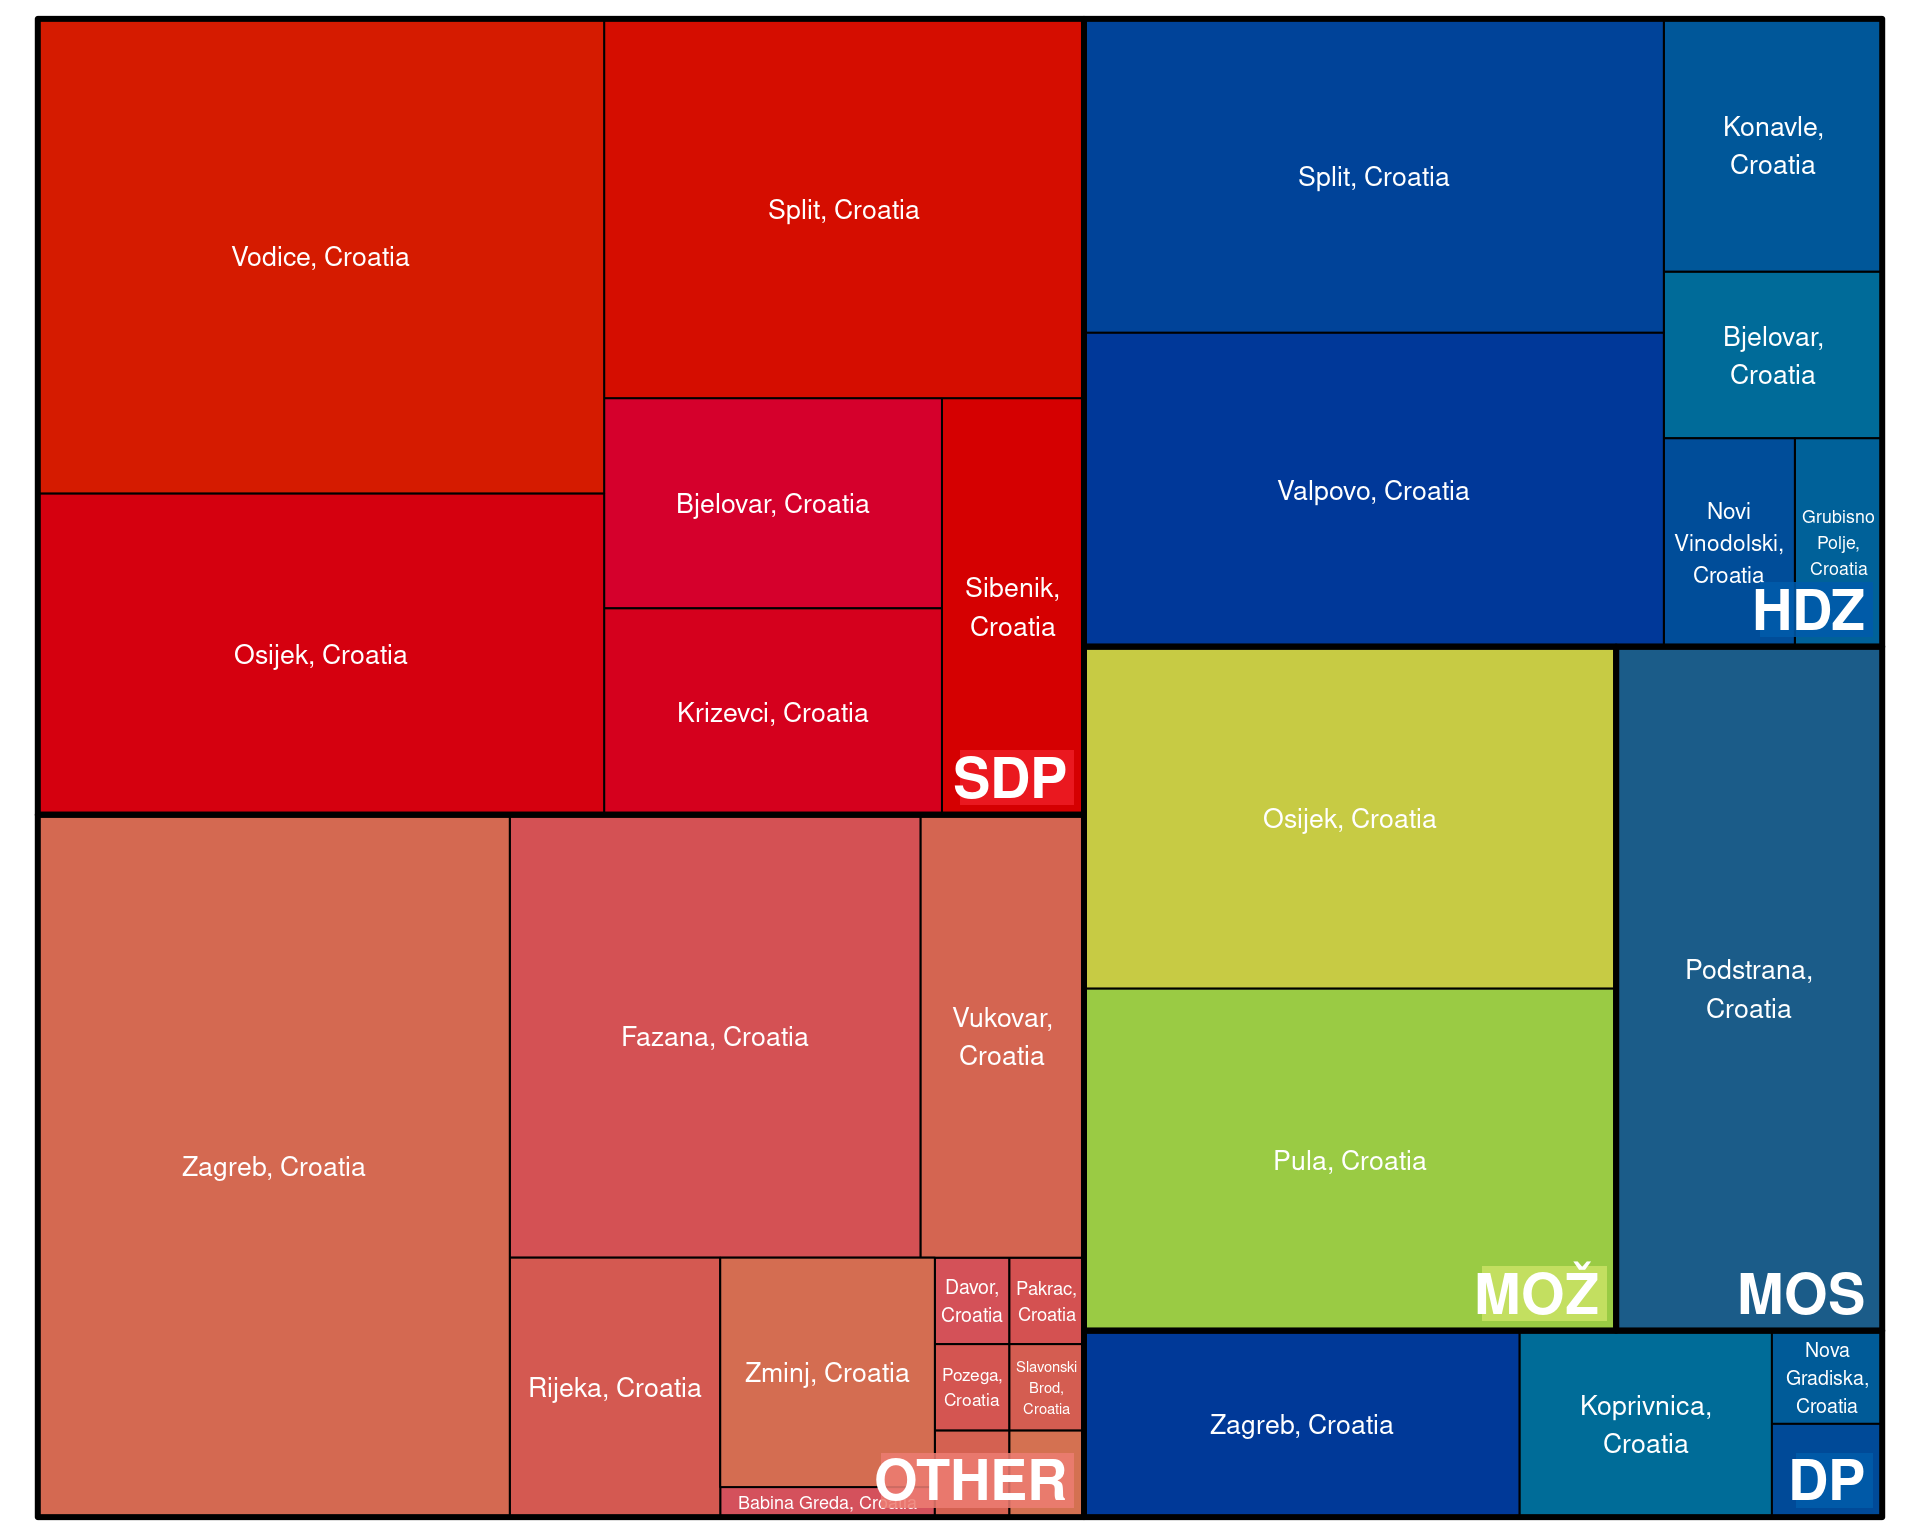 Vodice, Croatia
Split, Croatia
Osijek, Croatia
Bjelovar, Croatia
Krizevci, Croatia
Sibenik,
Croatia
SDP
Split, Croatia
Valpovo, Croatia
Konavle,
Croatia
Bjelovar,
Croatia
Novi
Vinodolski,
Croatia
Grubisno
Polje,
Croatia
HDZ
Zagreb, Croatia
Fazana, Croatia
Vukovar,
Croatia
Rijeka, Croatia
Zminj, Croatia
Babina Greda, Croatia
Davor,
Croatia
Pakrac,
Croatia
Pozega,
Croatia
Slavonski
Brod,
Croatia
OTHER
Osijek, Croatia
Pula, Croatia
MOŽ
Podstrana,
Croatia
MOS
Zagreb, Croatia
Koprivnica,
Croatia
Nova
Gradiska,
Croatia
DP